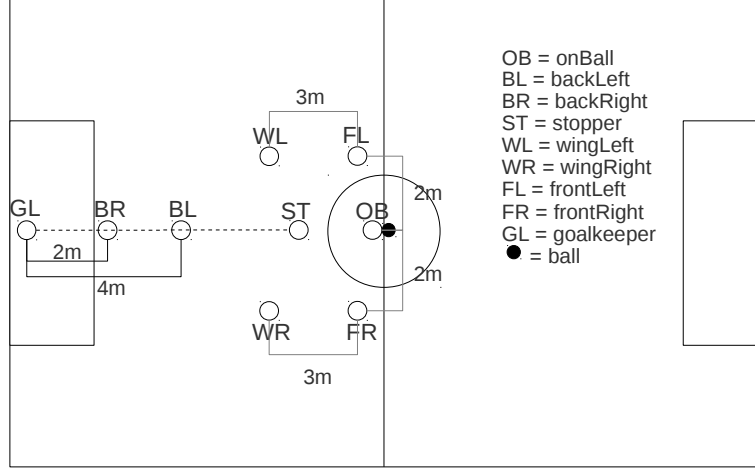 OB = onBall
BL = backLeft
BR = backRight
ST = stopper
WL = wingLeft
WR = wingRight
FL = frontLeft
FR = frontRight
GL = goalkeeper
= ball
3m
WL FL
2m
GL BR BL ST OB
2m
4m
2m
WR FR
3m